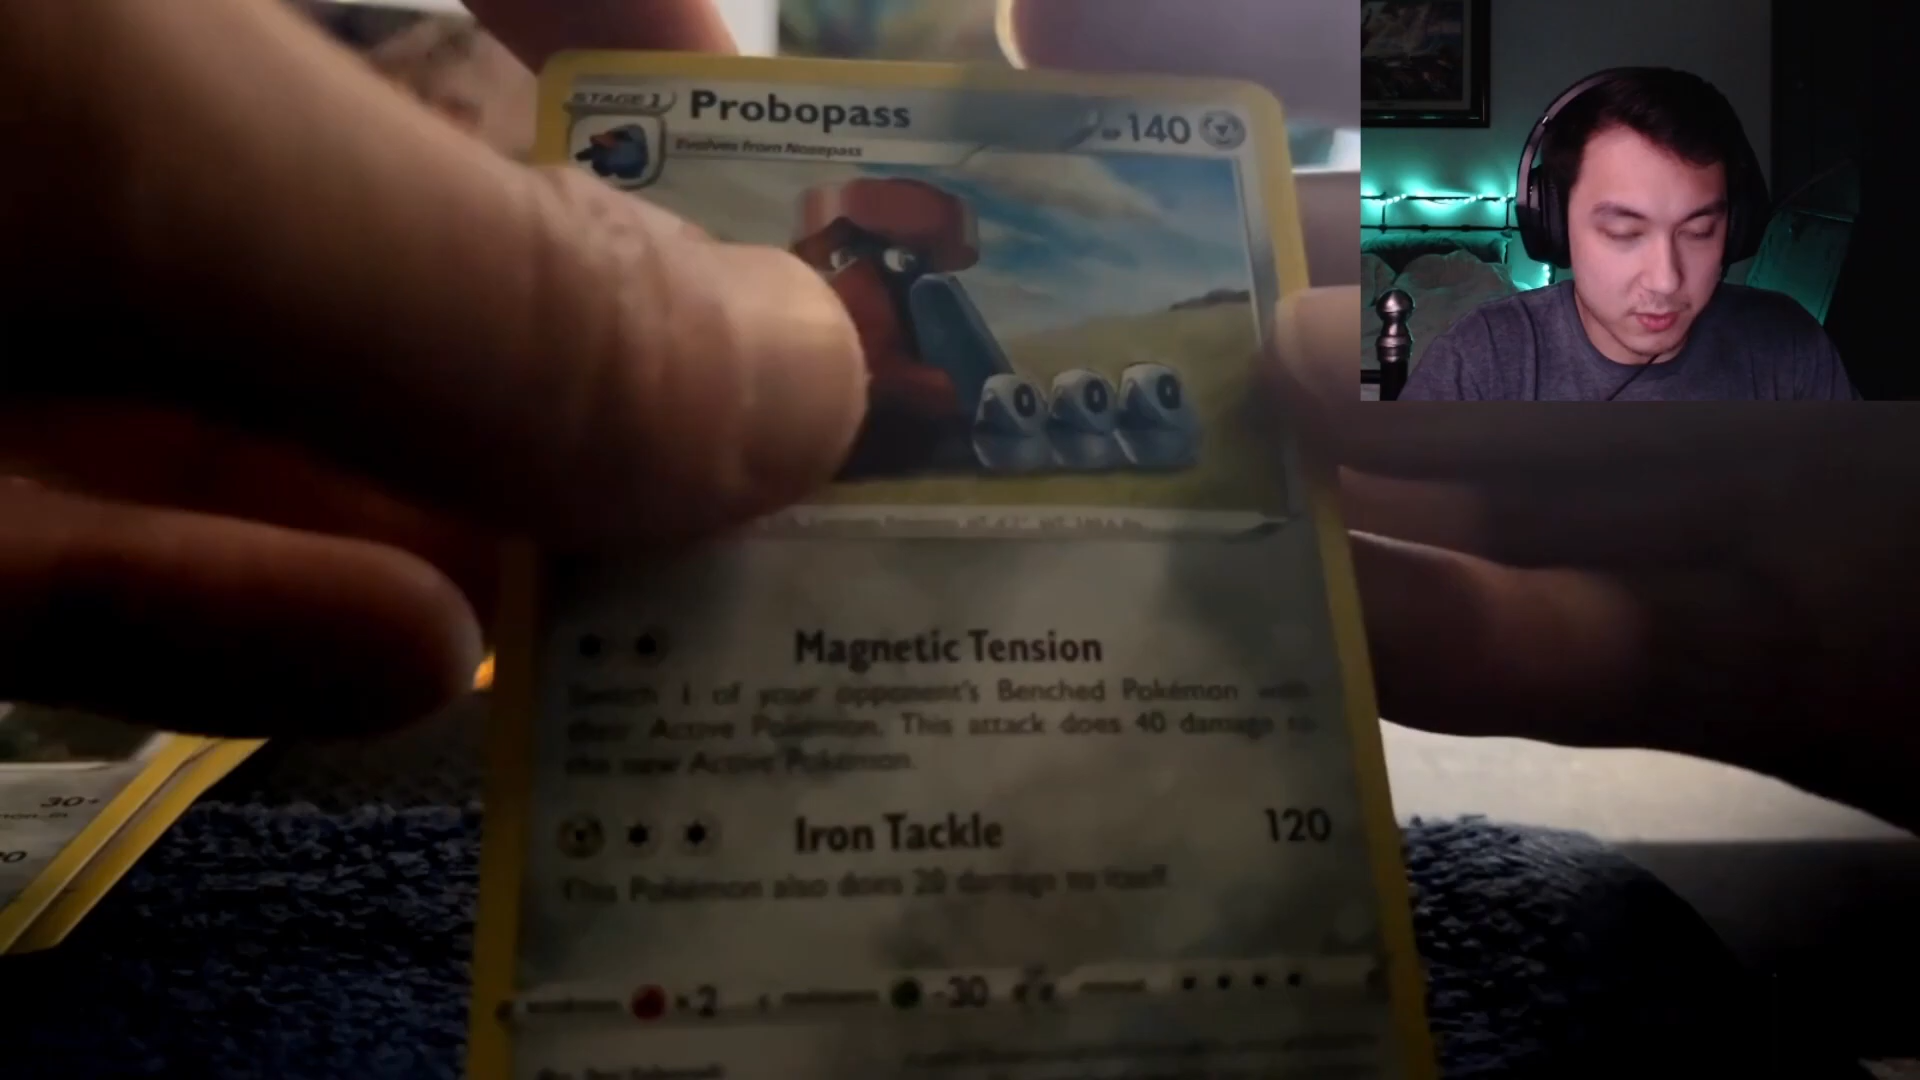 STAGE 1
Probopass
140
Evolves from Nosepass
Magnetic Tension
Switch 1 of your opponent's Benched Pokémon with
their Active Pokémon. This attack does 40 damage to
the new Active Pokémon.
Iron Tackle 120
This Pokémon also does 20 damage to itself.
×2 -30
30+